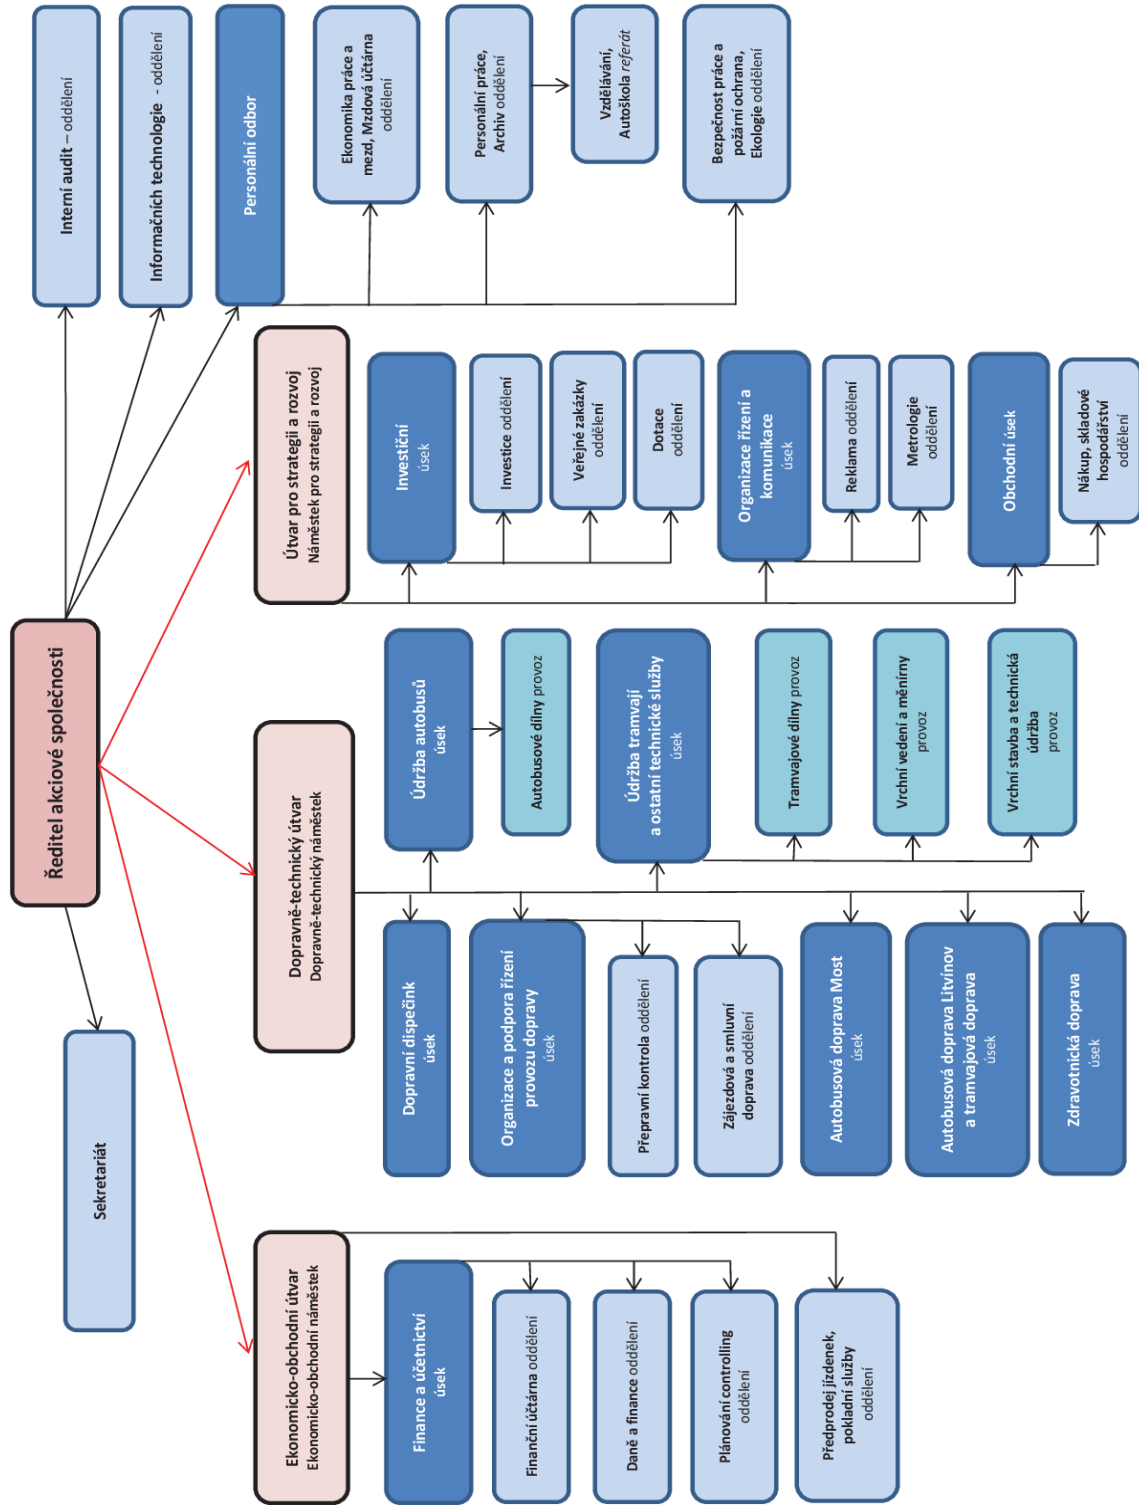 Ředitel akciové společnosti
Sekretariát
Interní audit – oddělení
Informačních technologie - oddělení
Personální odbor
Ekonomika práce a
mezd, Mzdová účtárna
oddělení
Personální práce,
Archiv oddělení
Vzdělávání,
Autoškola referát
Bezpečnost práce a
požární ochrana,
Ekologie oddělení
Ekonomicko-obchodní útvar
Ekonomicko-obchodní náměstek
Finance a účetnictví
úsek
Finanční účtárna oddělení
Daně a finance oddělení
Plánování controlling
oddělení
Předprodej jízdenek,
pokladní služby
oddělení
Dopravně-technický útvar
Dopravně-technický náměstek
Dopravní dispečink
úsek
Organizace a podpora řízení
provozu dopravy
úsek
Přepravní kontrola oddělení
Zájezdová a smluvní
doprava oddělení
Autobusová doprava Most
úsek
Autobusová doprava Litvínov
a tramvajová doprava
úsek
Zdravotnická doprava
úsek
Údržba autobusů
úsek
Autobusové dílny provoz
Údržba tramvají
a ostatní technické služby
úsek
Tramvajové dílny provoz
Vrchní vedení a měnírny
provoz
Vrchní stavba a technická
údržba
provoz
Útvar pro strategii a rozvoj
Náměstek pro strategii a rozvoj
Investiční
úsek
Investice oddělení
Veřejné zakázky
oddělení
Dotace
oddělení
Organizace řízení a
komunikace
úsek
Reklama oddělení
Metrologie
oddělení
Obchodní úsek
Nákup, skladové
hospodářství
oddělení